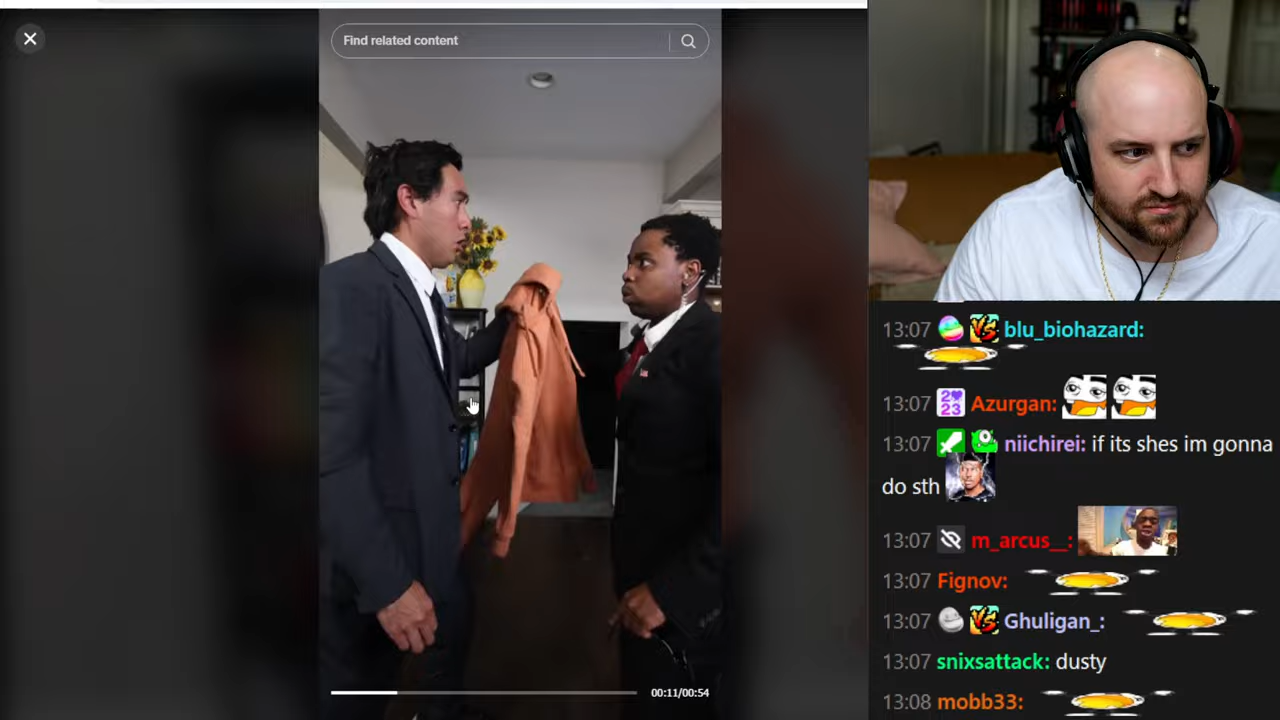 Find related content
13:07 blu_biohazard:
13:07 Azurgan:
13:07 niichirei: if its shes im gonna
do sth
13:07 m_arcus__:
13:07 Fignov:
13:07 Ghuligan_:
13:07 snixsattack: dusty
13:08 mobb33:
00:11/00:54